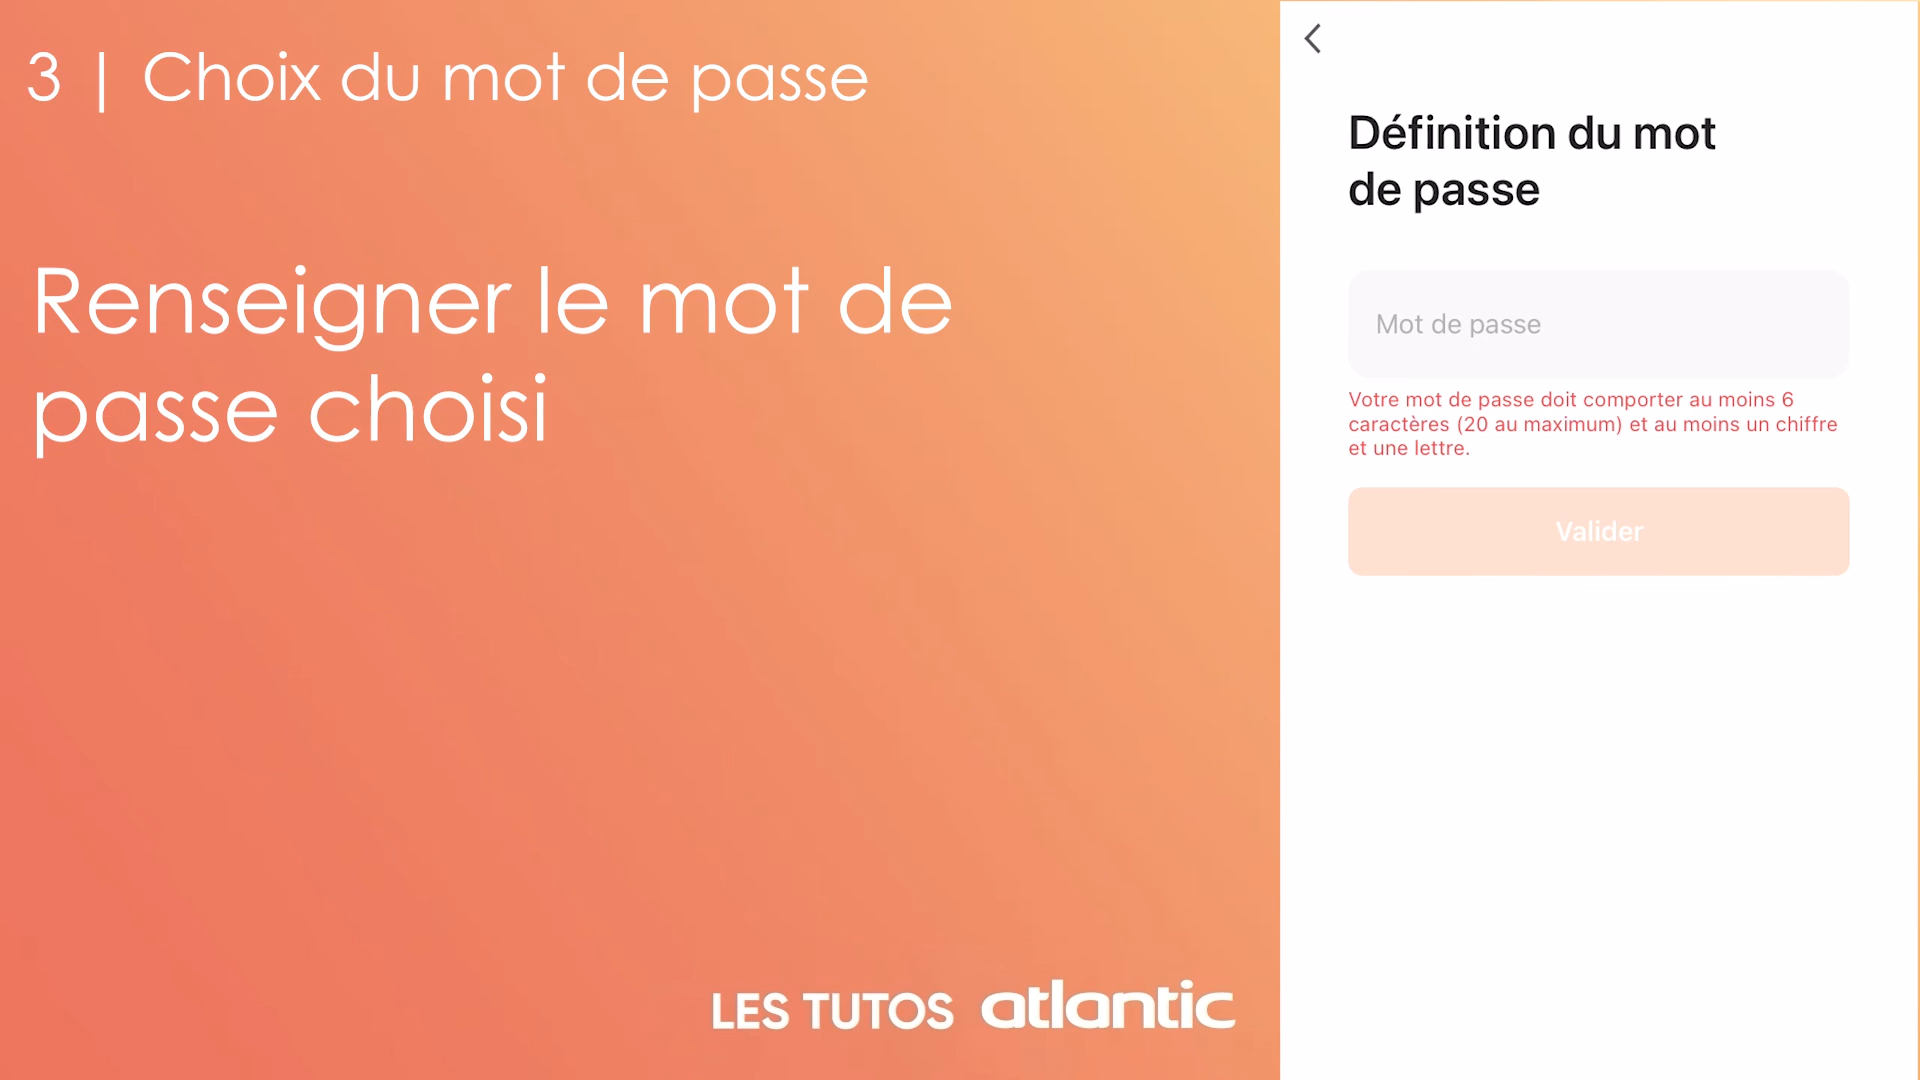 3 | Choix du mot de passe
Renseigner le mot de
passe choisi
LES TUTOS atlantic
Définition du mot
de passe
Mot de passe
Votre mot de passe doit comporter au moins 6
caractères (20 au maximum) et au moins un chiffre
et une lettre.
Valider